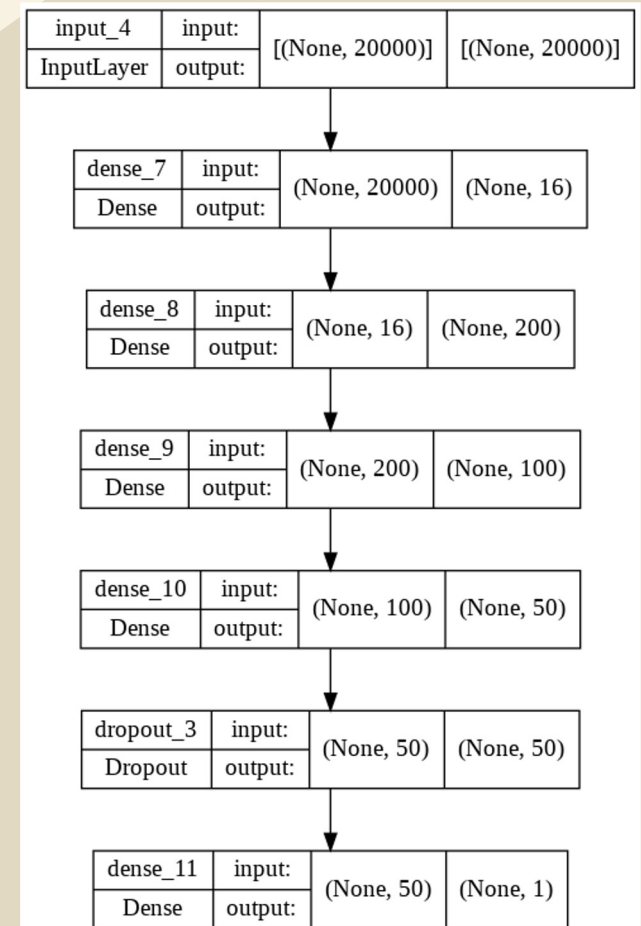 input_4 input: [(None, 20000)] [(None, 20000)]
InputLayer output:
dense_7 input: (None, 20000) (None, 16)
Dense output:
dense_8 input: (None, 16) (None, 200)
Dense output:
dense_9 input: (None, 200) (None, 100)
Dense output:
dense_10 input: (None, 100) (None, 50)
Dense output:
dropout_3 input: (None, 50) (None, 50)
Dropout output:
dense_11 input: (None, 50) (None, 1)
Dense output: